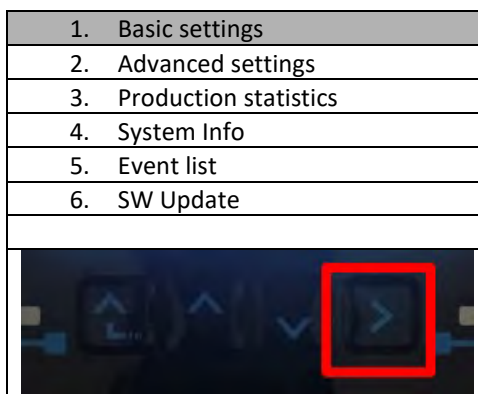 1. Basic settings
2. Advanced settings
3. Production statistics
4. System Info
5. Event list
6. SW Update